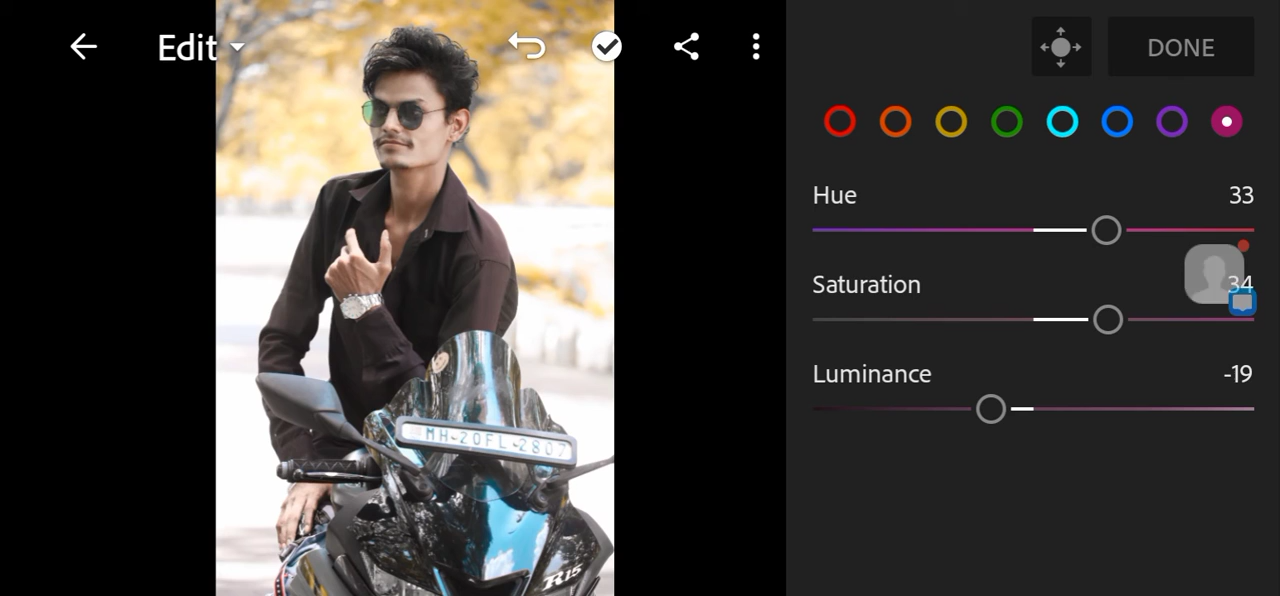 Edit
DONE
Hue 33
Saturation 34
Luminance -19
MH-20FL-2807
R15